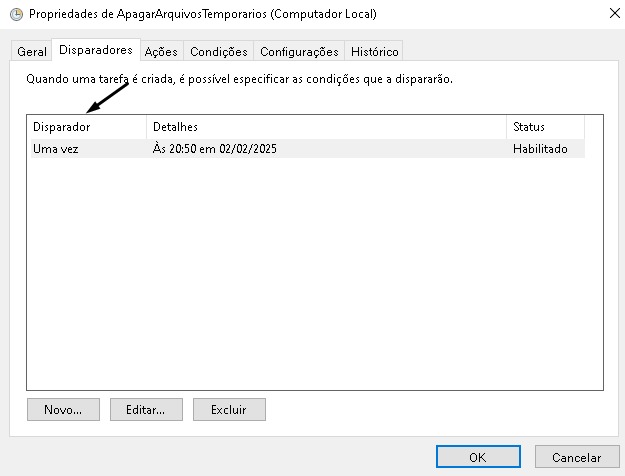 Propriedades de ApagarArquivosTemporarios (Computador Local)
Geral Disparadores Ações Condições Configurações Histórico
Quando uma tarefa é criada, é possível especificar as condições que a dispararão.
Disparador Detalhes Status
Uma vez Às 20:50 em 02/02/2025 Habilitado
Novo... Editar... Excluir
OK Cancelar